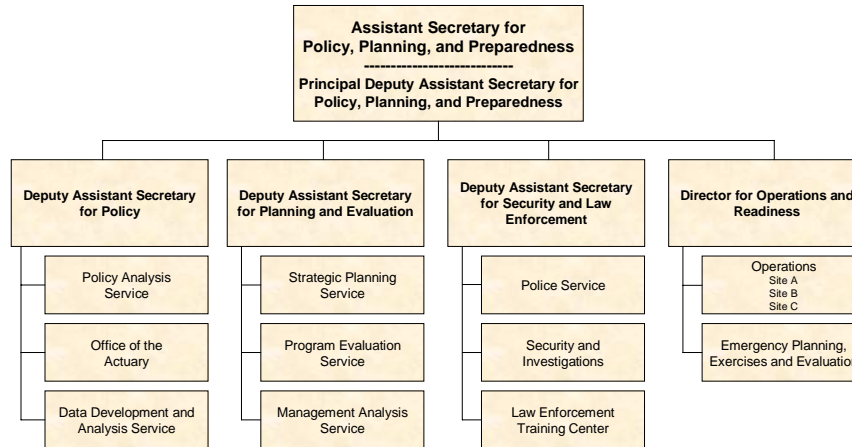 Assistant Secretary for
Policy, Planning, and Preparedness
----------------------------
Principal Deputy Assistant Secretary for
Policy, Planning, and Preparedness
Deputy Assistant Secretary
for Policy
Deputy Assistant Secretary
for Planning and Evaluation
Deputy Assistant Secretary
for Security and Law
Enforcement
Director for Operations and
Readiness
Policy Analysis
Service
Office of the
Actuary
Data Development and
Analysis Service
Strategic Planning
Service
Program Evaluation
Service
Management Analysis
Service
Police Service
Security and
Investigations
Law Enforcement
Training Center
Operations
Site A
Site B
Site C
Emergency Planning,
Exercises and Evaluation